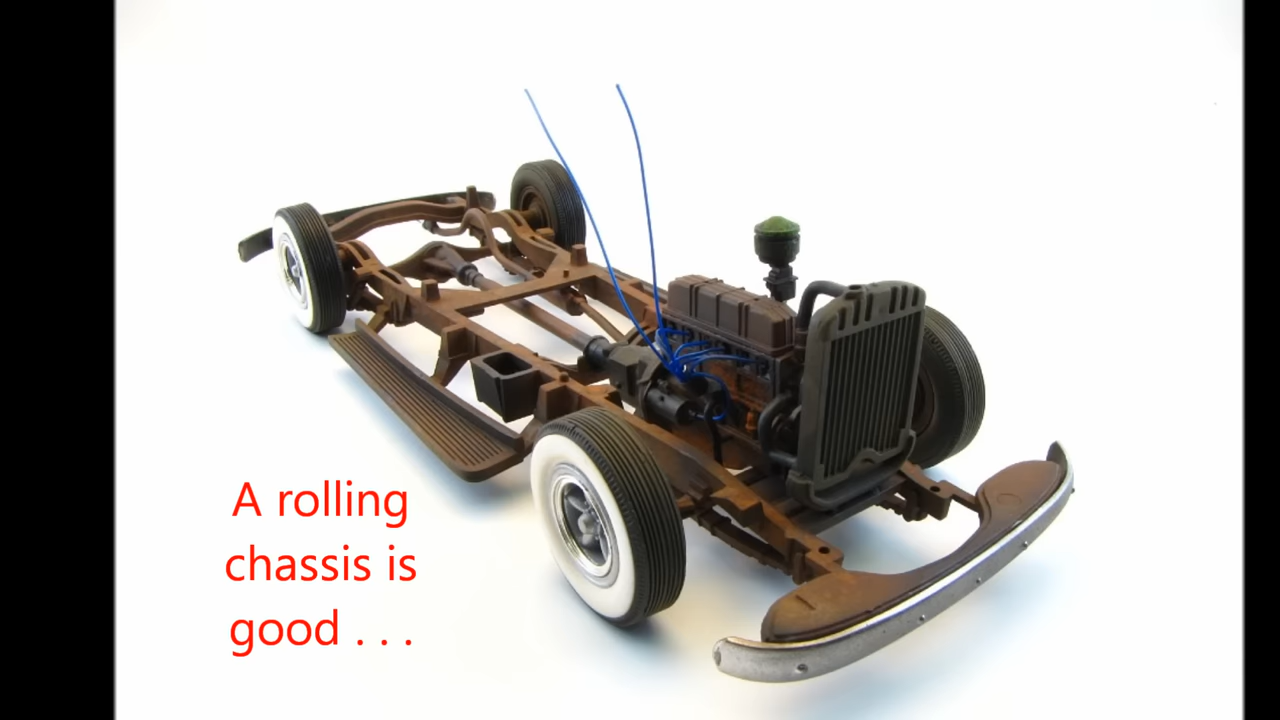 A rolling
chassis is
good . . .